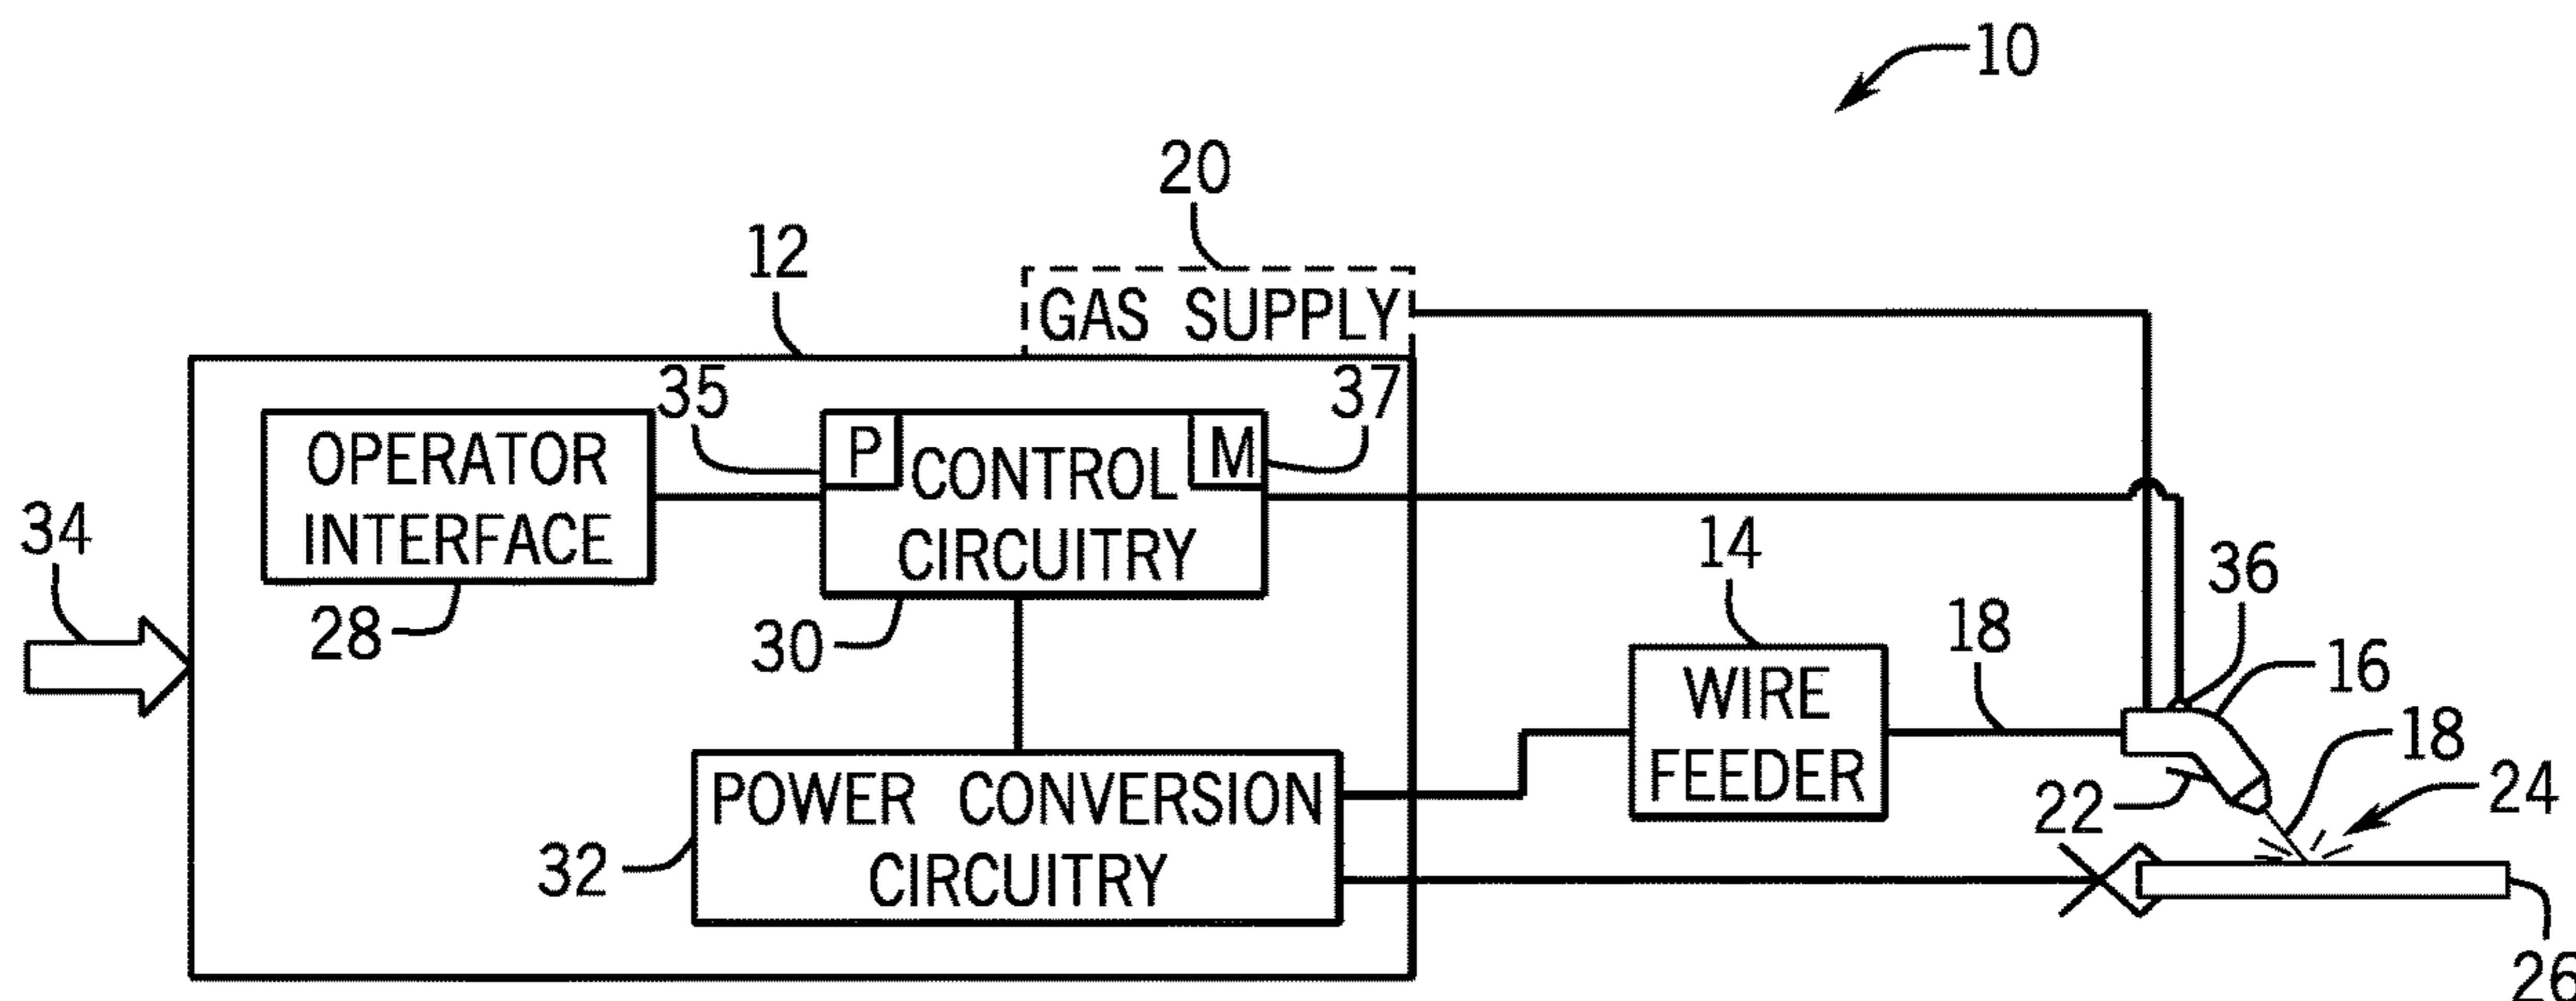 10
20
12
GAS SUPPLY
35
37
OPERATOR
INTERFACE
P
CONTROL
CIRCUITRY
M
34
28
30
14
18
36
16
WIRE
FEEDER
18
22
24
POWER CONVERSION
CIRCUITRY
32
26